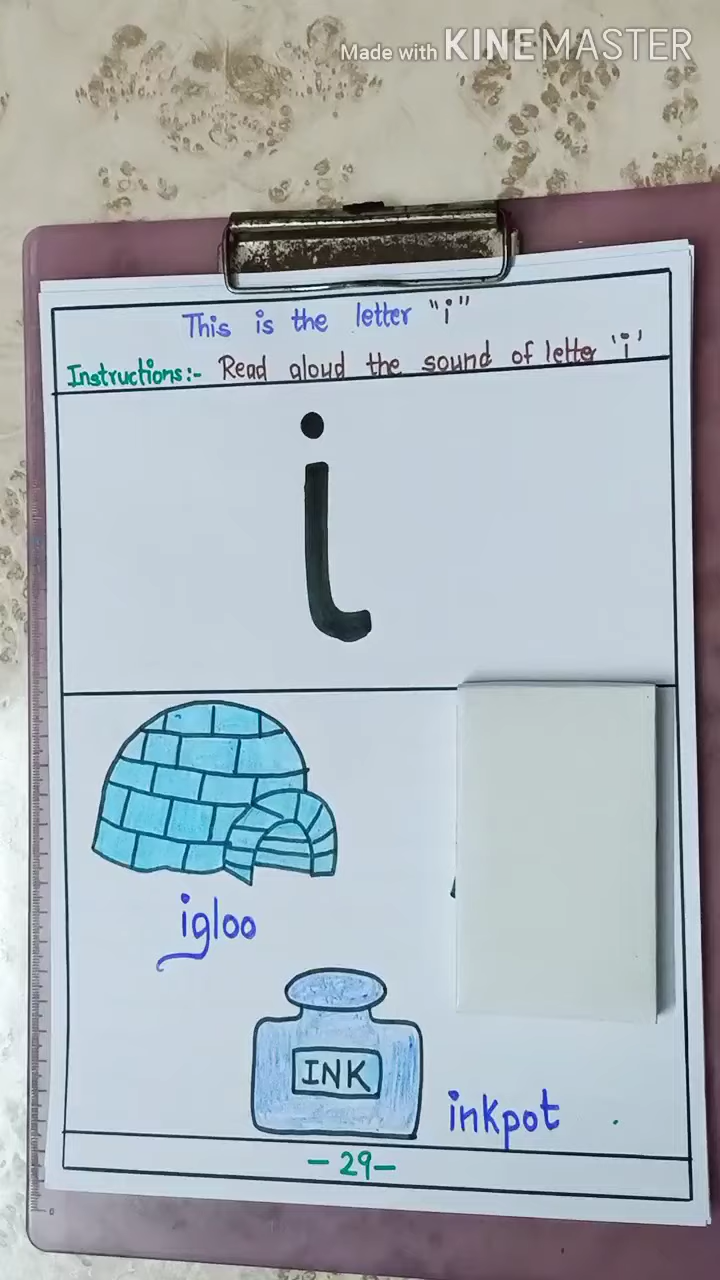 Made with KINEMASTER
This is the letter "i"
Instructions:- Read aloud the sound of letter 'i'
i
igloo
INK
inkpot
- 29 -